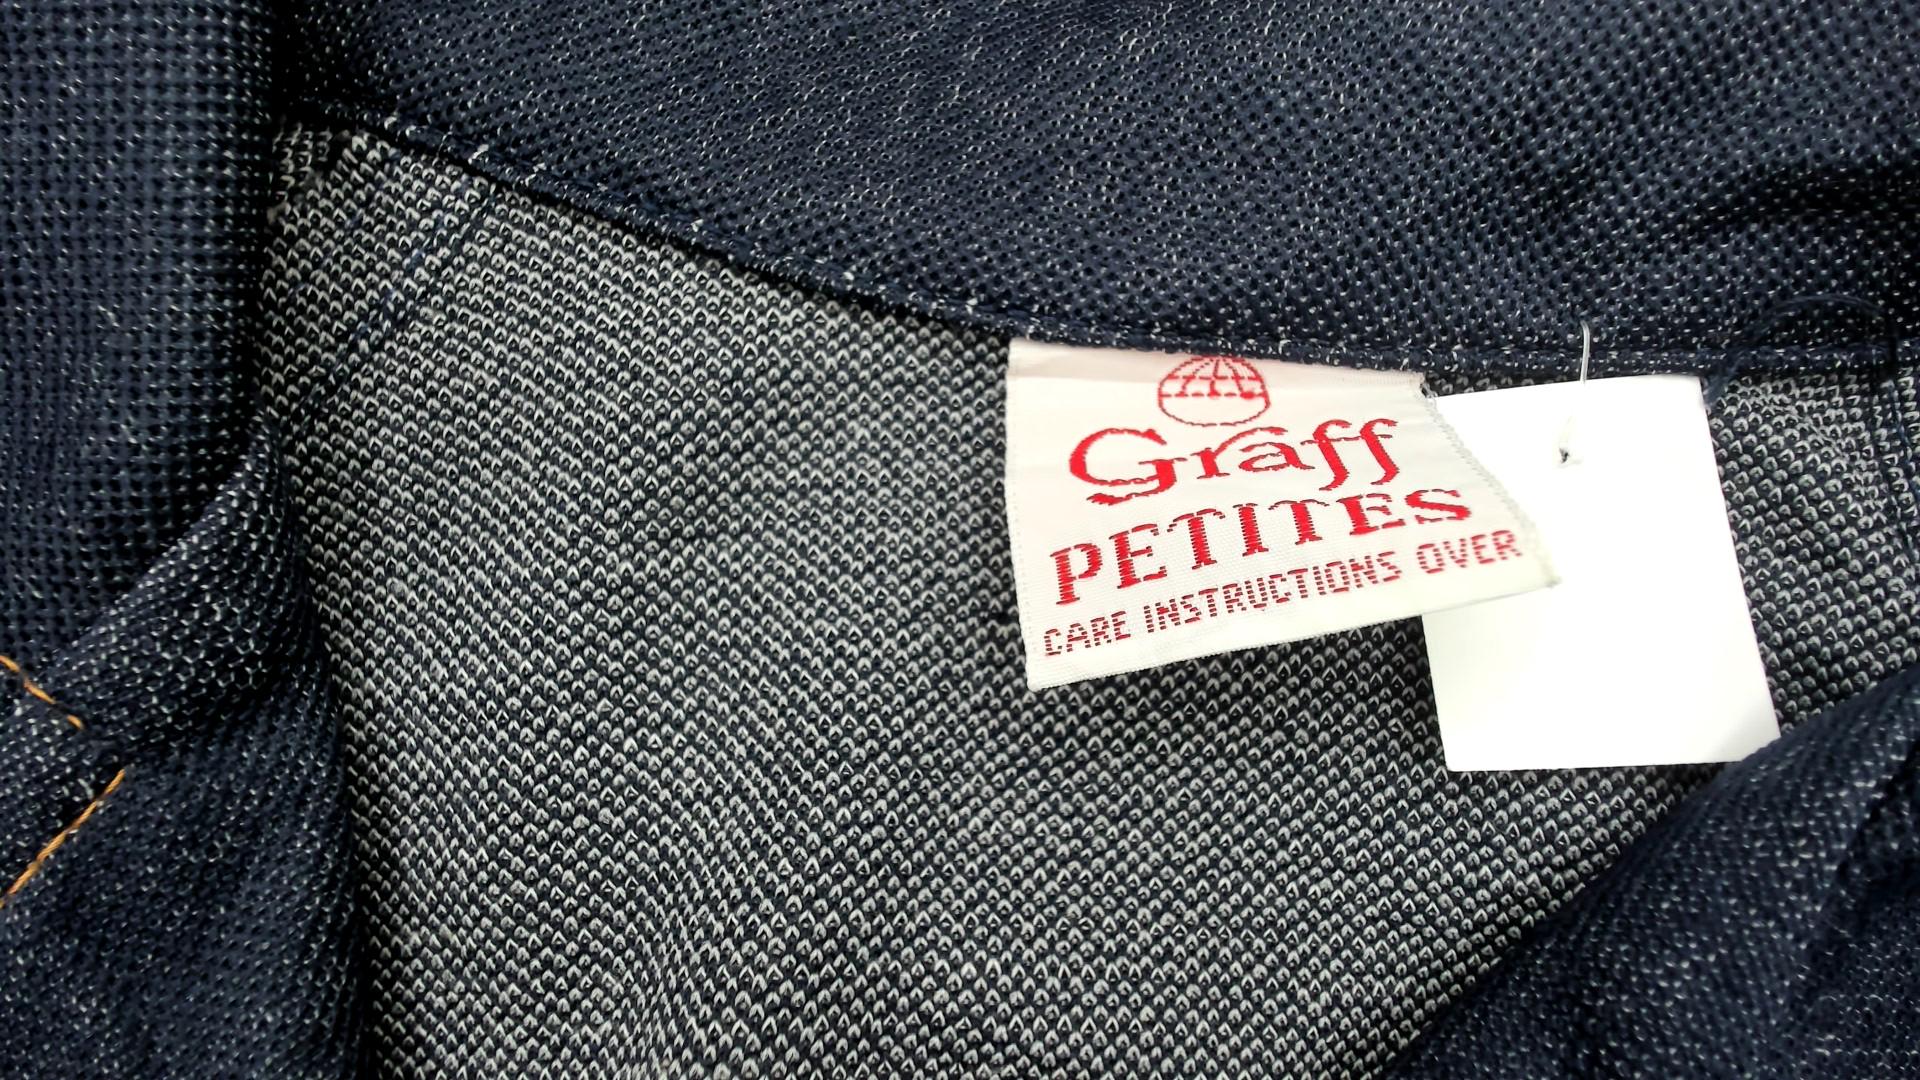 Graff
PETITES
CARE INSTRUCTIONS OVER